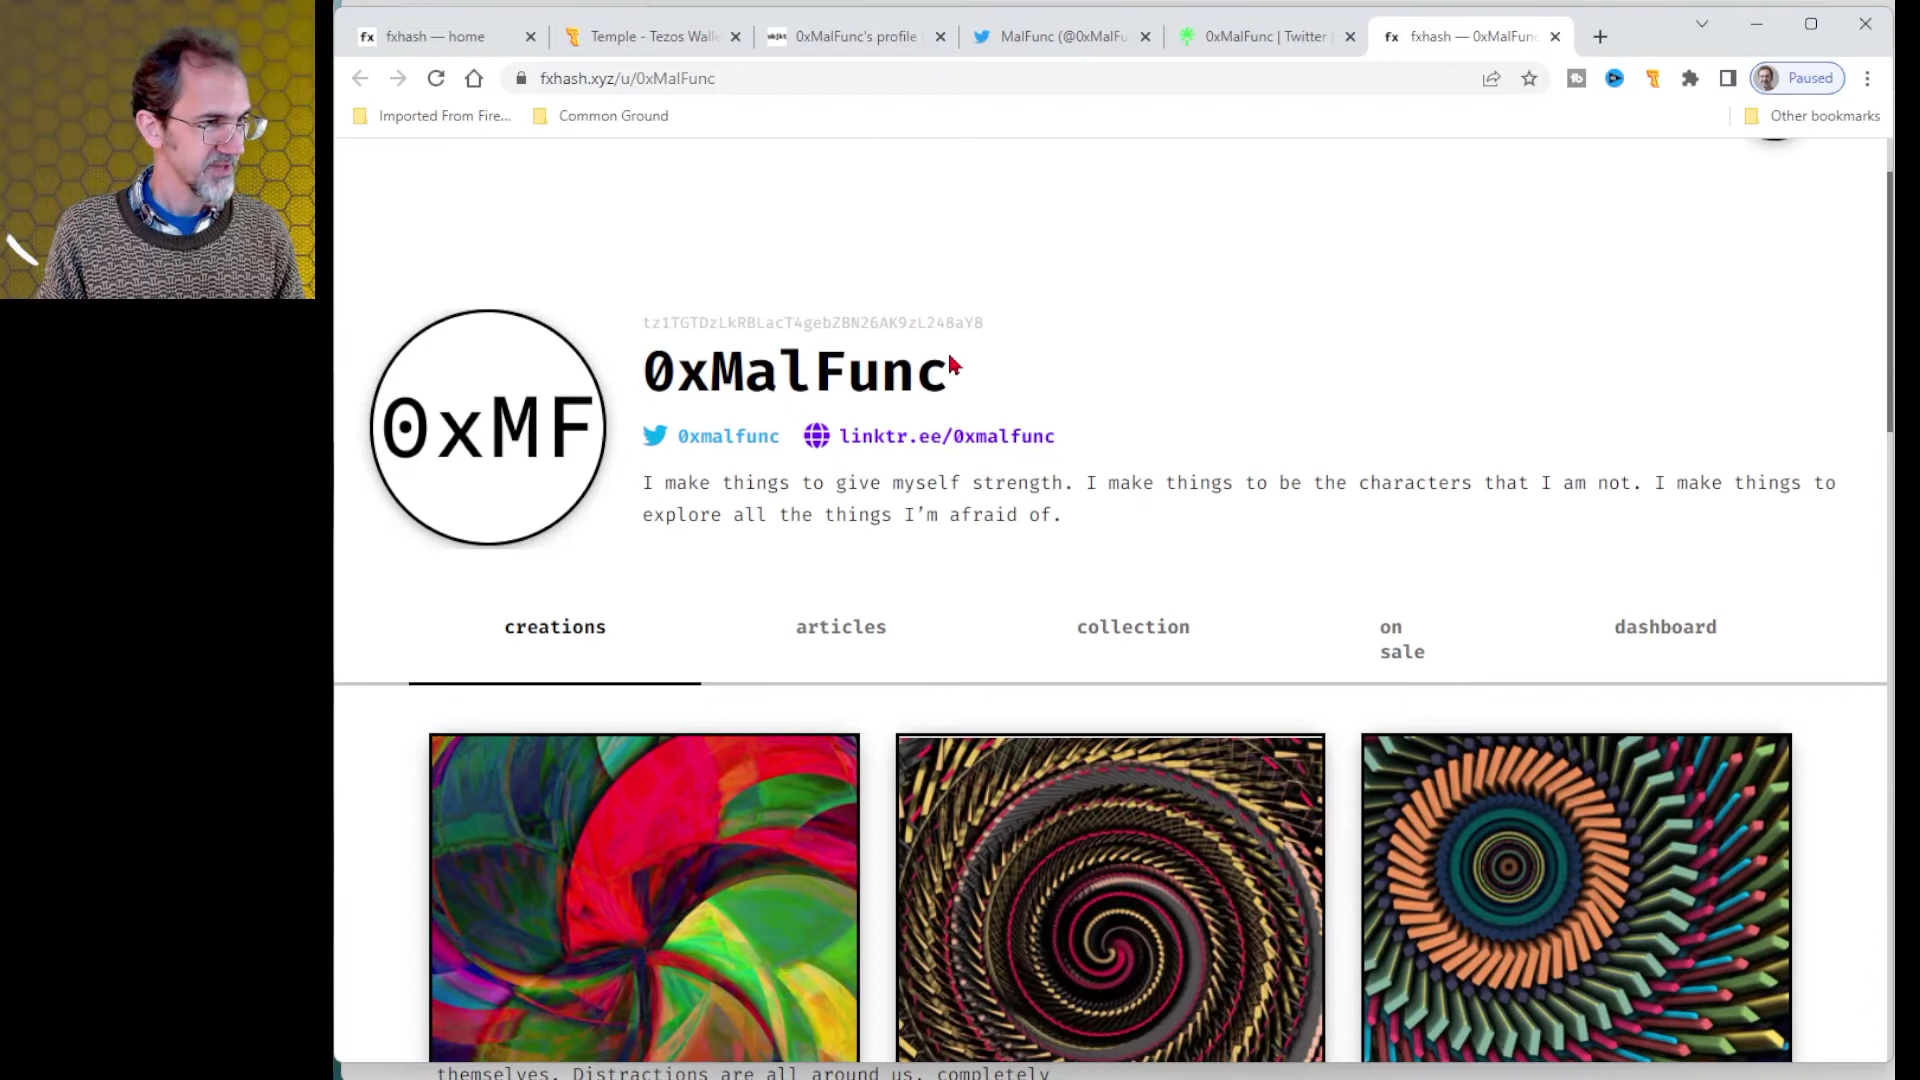 fxhash — home
Temple - Tezos Wall
0xMalFunc's profile
MalFunc (@0xMalFu
0xMalFunc | Twitter
fxhash — 0xMalFunc
fxhash.xyz/u/0xMalFunc
Paused
Imported From Fire...
Common Ground
Other bookmarks
0xMF
tz1TGTDzLkRBLacT4gebZBN26AK9zL248aY8
0xMalFunc
0xmalfunc
linktr.ee/0xmalfunc
I make things to give myself strength. I make things to be the characters that I am not. I make things to
explore all the things I’m afraid of.
creations
articles
collection
on
sale
dashboard
themselves. Distractions are all around us, completely